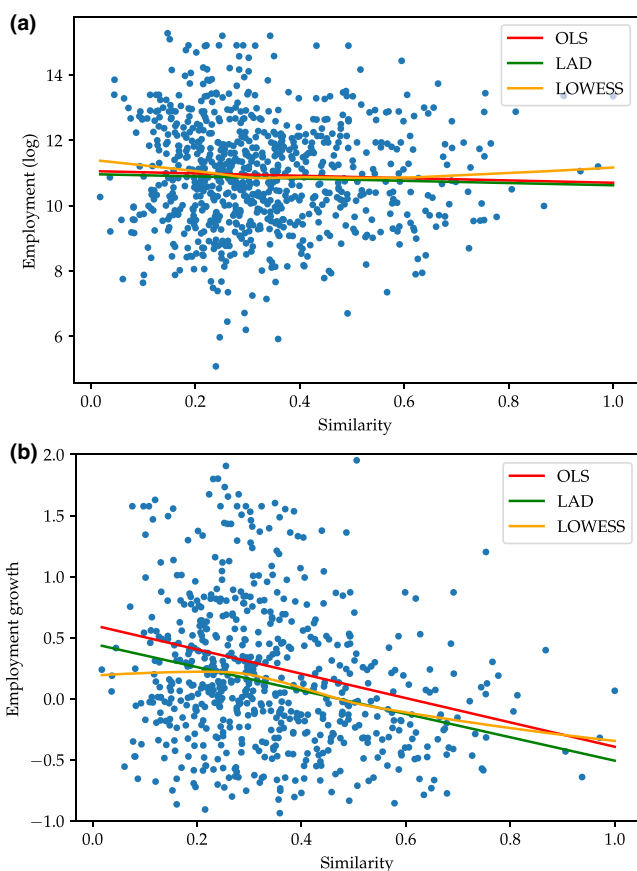 (a)
OLS
LAD
LOWESS
14
12
10
8
6
Employment (log)
0.0 0.2 0.4 0.6 0.8 1.0
Similarity
(b)
OLS
LAD
LOWESS
2.0
1.5
1.0
0.5
0.0
−0.5
−1.0
Employment growth
0.0 0.2 0.4 0.6 0.8 1.0
Similarity